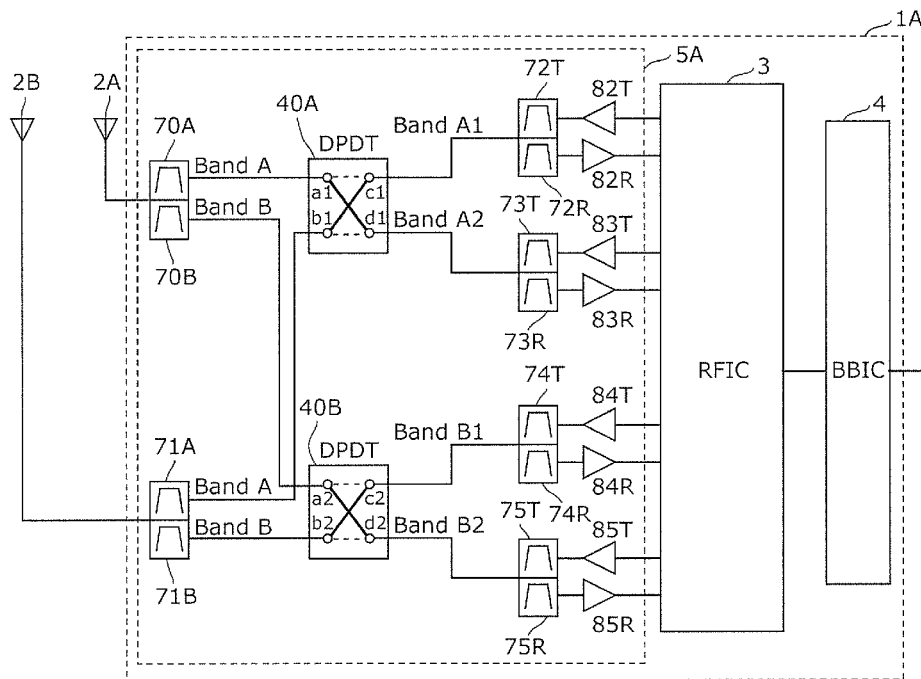 1A
5A
3
2B
2A
72T
82T
4
40A
Band A1
70A
DPDT
Band A
a1
c1
82R
Band B
b1
d1
72R
Band A2
73T
83T
70B
83R
73R
RFIC
BBIC
74T
84T
40B
Band B1
71A
DPDT
84R
Band A
a2
c2
74R
Band B
b2
d2
Band B2
75T
85T
71B
85R
75R